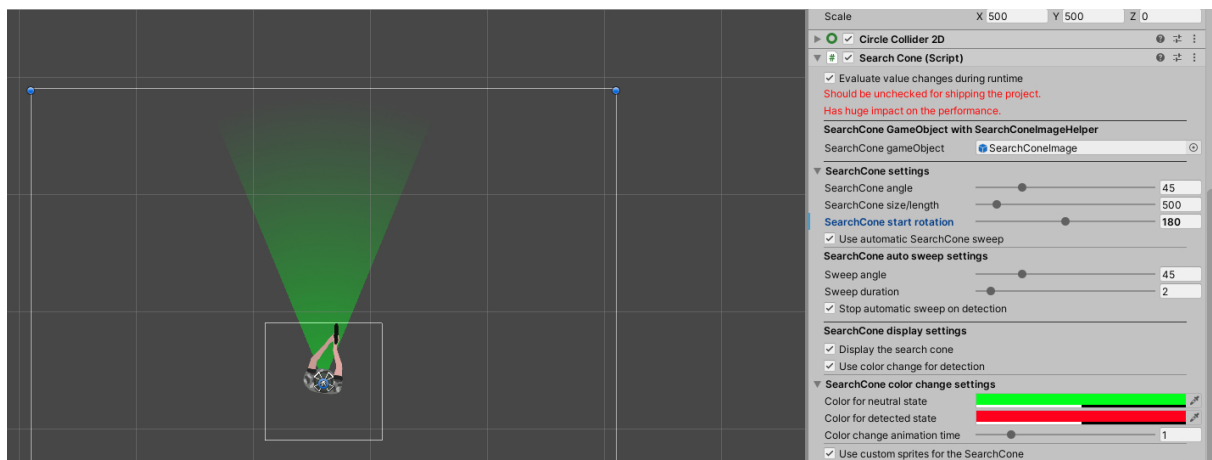 Scale X 500 Y 500 Z 0
# Circle Collider 2D
# Search Cone (Script)
Evaluate value changes during runtime
Should be unchecked for shipping the project.
Has huge impact on the performance.
SearchCone GameObject with SearchConeImageHelper
SearchCone gameObject SearchConeImage
SearchCone settings
SearchCone angle 45
SearchCone size/length 500
SearchCone start rotation 180
Use automatic SearchCone sweep
SearchCone auto sweep settings
Sweep angle 45
Sweep duration 2
Stop automatic sweep on detection
SearchCone display settings
Display the search cone
Use color change for detection
SearchCone color change settings
Color for neutral state
Color for detected state
Color change animation time 1
Use custom sprites for the SearchCone